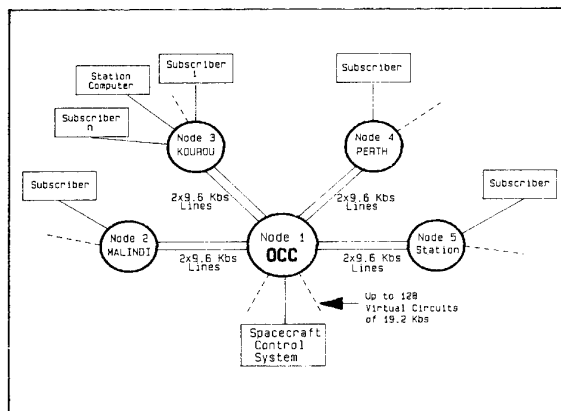 Subscriber
1
Station
Computer
Subscriber
n
Node 3
KOUROU
Subscriber
Node 4
PERTH
2x9.6 Kbs
Lines
2x9.6 Kbs
Lines
Subscriber
Subscriber
Node 2
MALINDI
2x9.6 Kbs
Lines
Node 1
OCC
2x9.6 Kbs
Lines
Node 5
Station
Up to 128
Virtual Circuits
of 19.2 Kbs
Spacecraft
Control
System